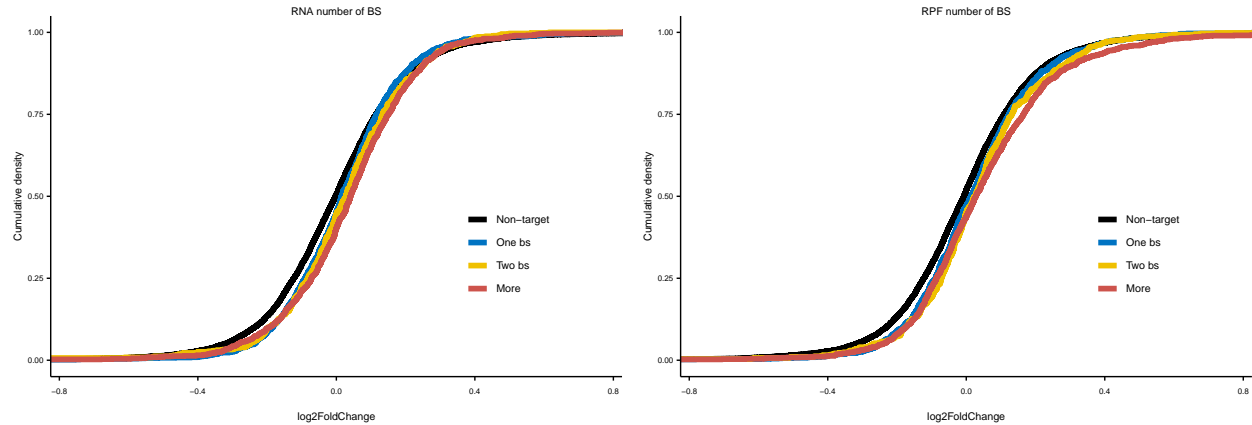 RNA number of BS
Cumulative density
1.00
0.75
0.50
0.25
0.00
Non−target
One bs
Two bs
More
−0.8
−0.4
0.0
0.4
0.8
log2FoldChange
RPF number of BS
Cumulative density
1.00
0.75
0.50
0.25
0.00
Non−target
One bs
Two bs
More
−0.8
−0.4
0.0
0.4
0.8
log2FoldChange